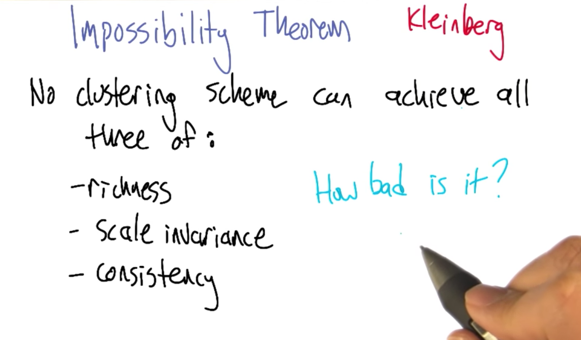 Impossibility Theorem Kleinberg
No clustering scheme can achieve all
three of:
-richness
How bad is it?
- scale invariance
- consistency